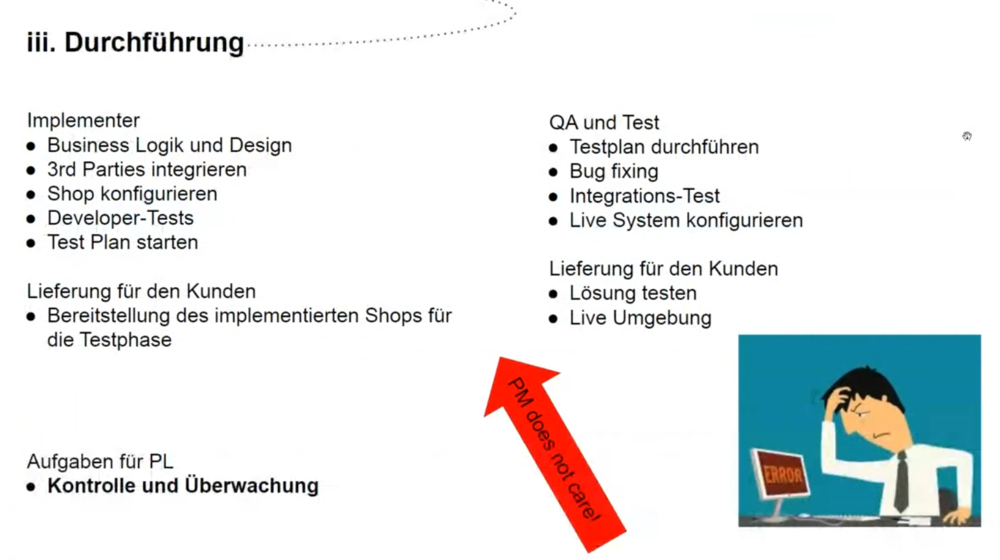 iii. Durchführung
Implementer
● Business Logik und Design
● 3rd Parties integrieren
● Shop konfigurieren
● Developer-Tests
● Test Plan starten
Lieferung für den Kunden
● Bereitstellung des implementierten Shops für
die Testphase
Aufgaben für PL
● Kontrolle und Überwachung
QA und Test
● Testplan durchführen
● Bug fixing
● Integrations-Test
● Live System konfigurieren
Lieferung für den Kunden
● Lösung testen
● Live Umgebung
PM does not care!
ERROR